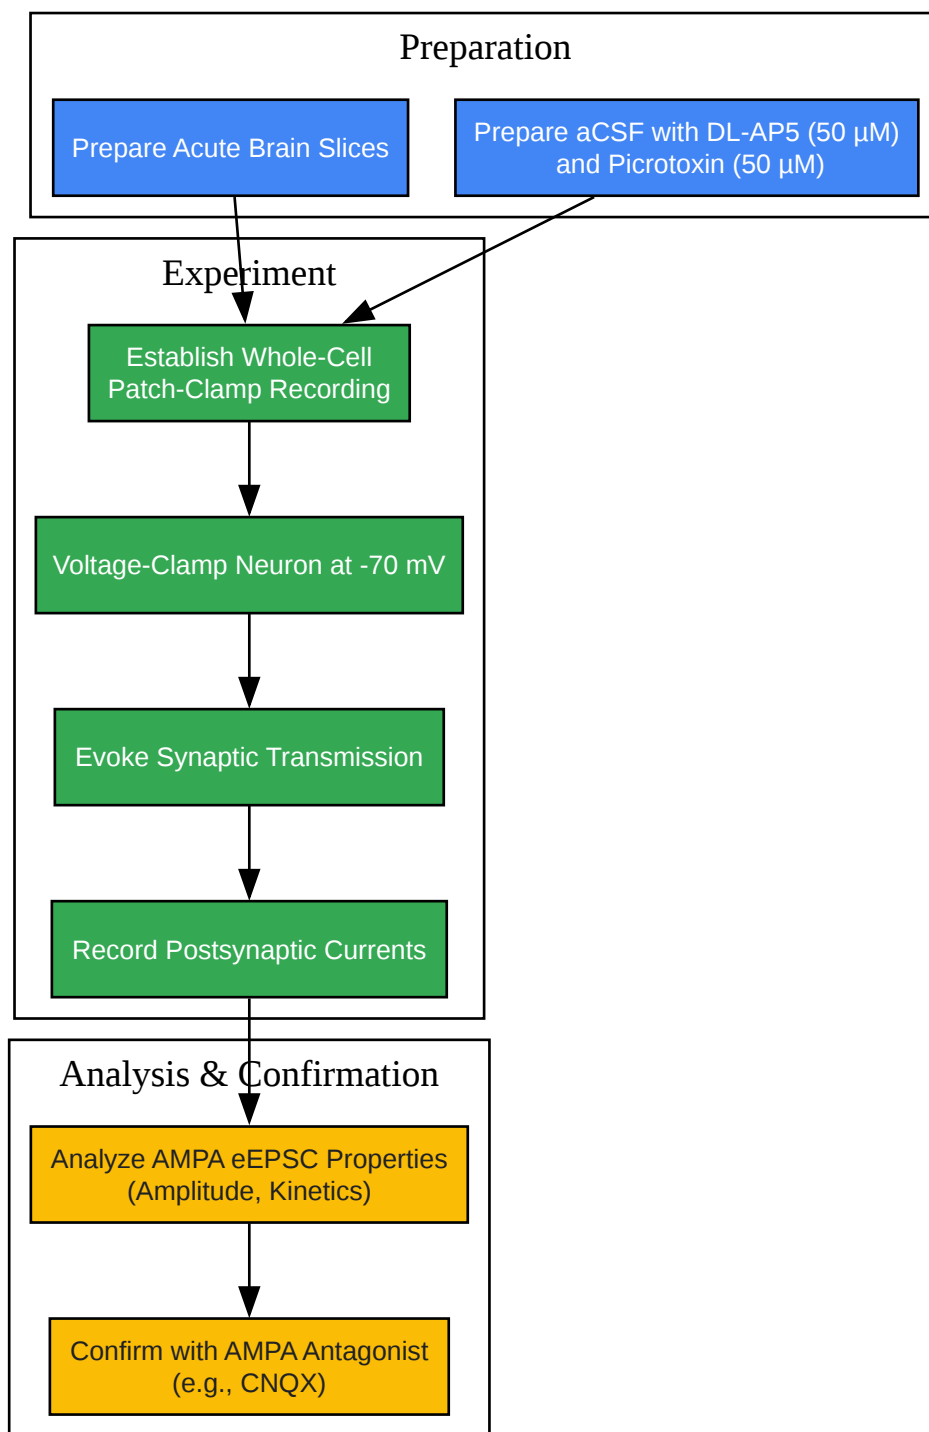 Preparation
Prepare Acute Brain Slices
Prepare aCSF with DL-AP5 (50 µM)
and Picrotoxin (50 µM)
Experiment
Establish Whole-Cell
Patch-Clamp Recording
Voltage-Clamp Neuron at -70 mV
Evoke Synaptic Transmission
Record Postsynaptic Currents
Analysis & Confirmation
Analyze AMPA eEPSC Properties
(Amplitude, Kinetics)
Confirm with AMPA Antagonist
(e.g., CNQX)